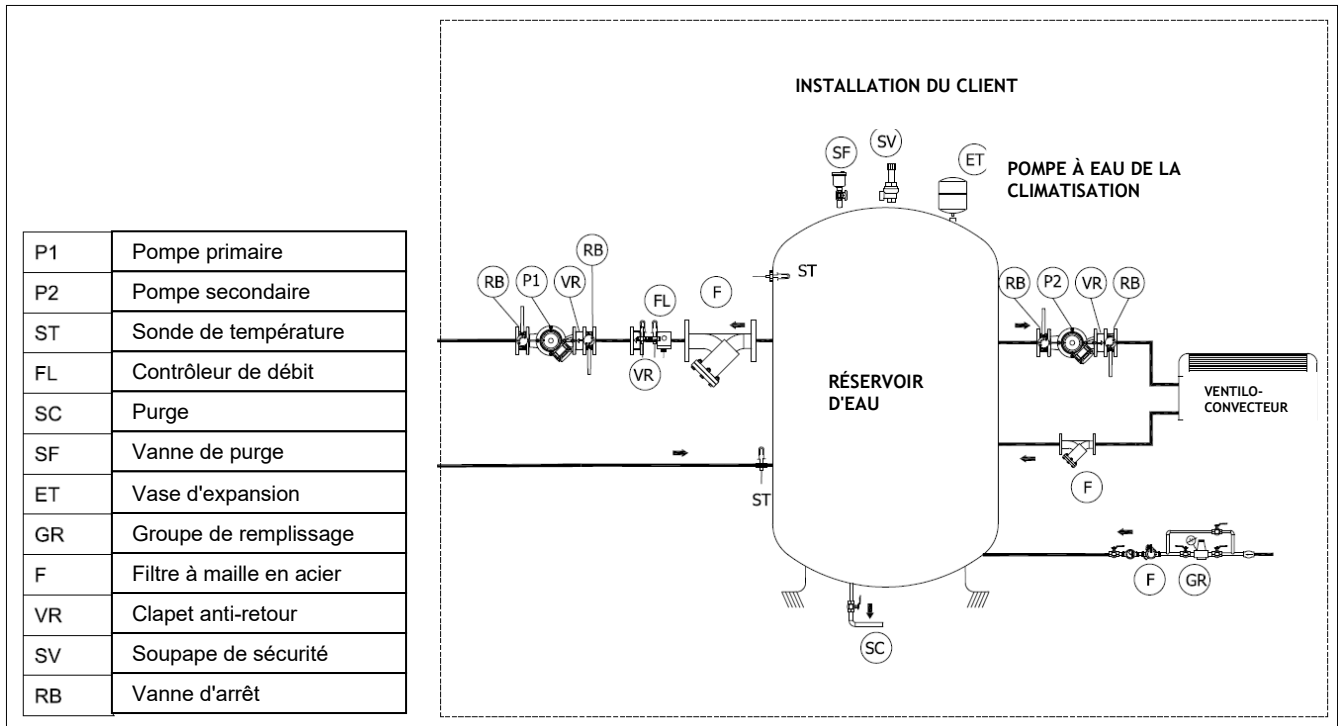 INSTALLATION DU CLIENT
SF
SV
ET
POMPE À EAU DE LA
CLIMATISATION
P1 Pompe primaire
P2 Pompe secondaire
ST Sonde de température
FL Contrôleur de débit
SC Purge
SF Vanne de purge
ET Vase d'expansion
GR Groupe de remplissage
F Filtre à maille en acier
VR Clapet anti-retour
SV Soupape de sécurité
RB Vanne d'arrêt
RB
P1
VR
RB
FL
VR
F
ST
ST
RÉSERVOIR
D'EAU
RB
P2
VR
RB
VENTILO-
CONVECTEUR
F
F
GR
SC